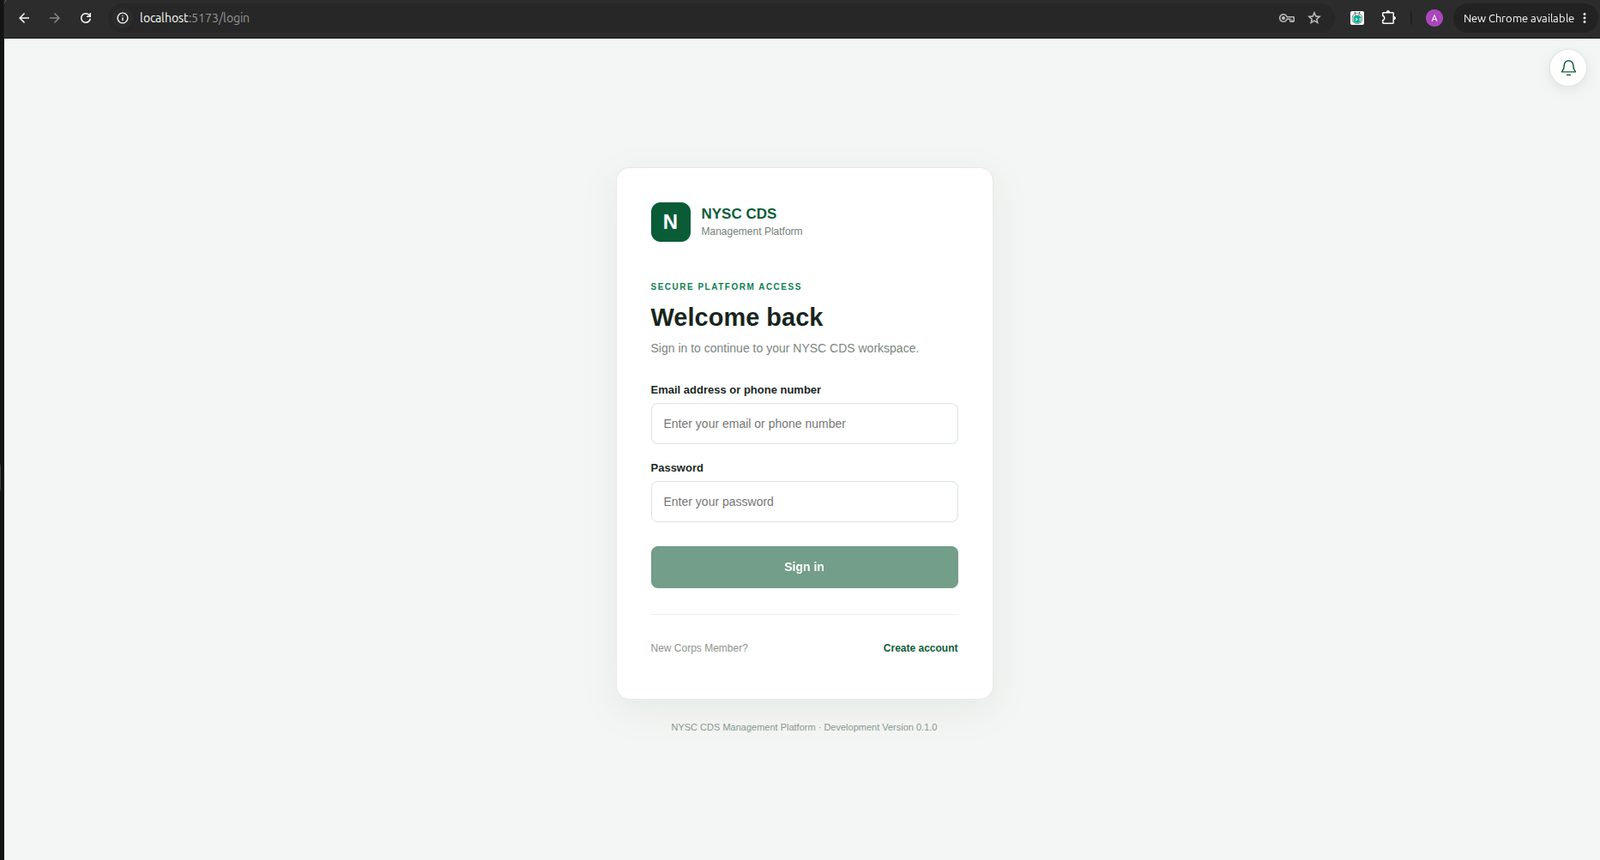 localhost:5173/login
A
New Chrome available
N
NYSC CDS
Management Platform
SECURE PLATFORM ACCESS
Welcome back
Sign in to continue to your NYSC CDS workspace.
Email address or phone number
Enter your email or phone number
Password
Enter your password
Sign in
New Corps Member? Create account
NYSC CDS Management Platform · Development Version 0.1.0